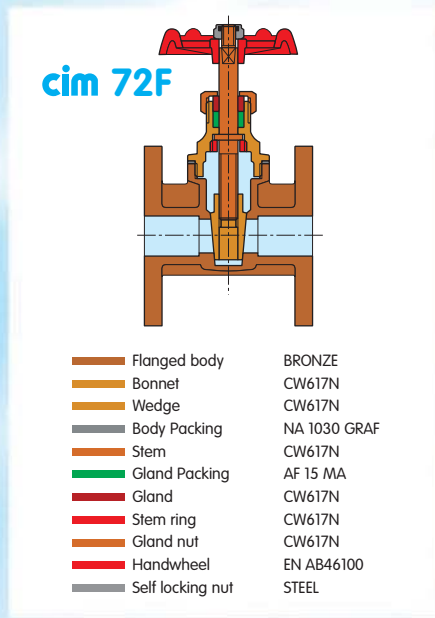 cim 72F
Flanged body BRONZE
Bonnet CW617N
Wedge CW617N
Body Packing NA 1030 GRAF
Stem CW617N
Gland Packing AF 15 MA
Gland CW617N
Stem ring CW617N
Gland nut CW617N
Handwheel EN AB46100
Self locking nut STEEL